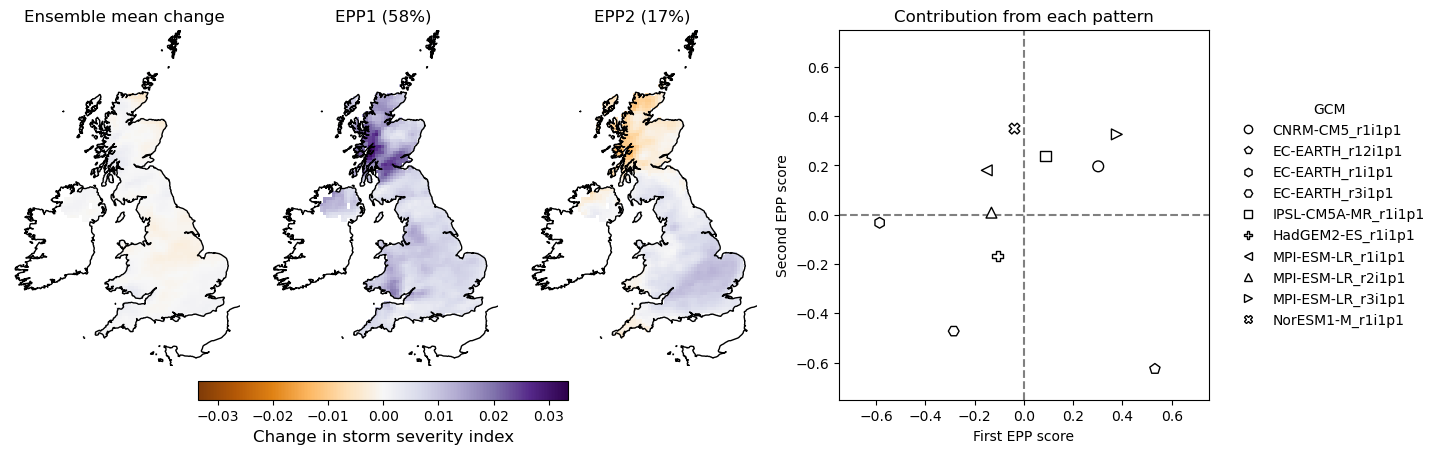 Ensemble mean change
EPP1 (58%)
EPP2 (17%)
−0.03 −0.02 −0.01 0.00 0.01 0.02 0.03
Change in storm severity index
Contribution from each pattern
Second EPP score
0.6
0.4
0.2
0.0
−0.2
−0.4
−0.6
−0.6 −0.4 −0.2 0.0 0.2 0.4 0.6
First EPP score
GCM
CNRM-CM5_r1i1p1
EC-EARTH_r12i1p1
EC-EARTH_r1i1p1
EC-EARTH_r3i1p1
IPSL-CM5A-MR_r1i1p1
HadGEM2-ES_r1i1p1
MPI-ESM-LR_r1i1p1
MPI-ESM-LR_r2i1p1
MPI-ESM-LR_r3i1p1
NorESM1-M_r1i1p1